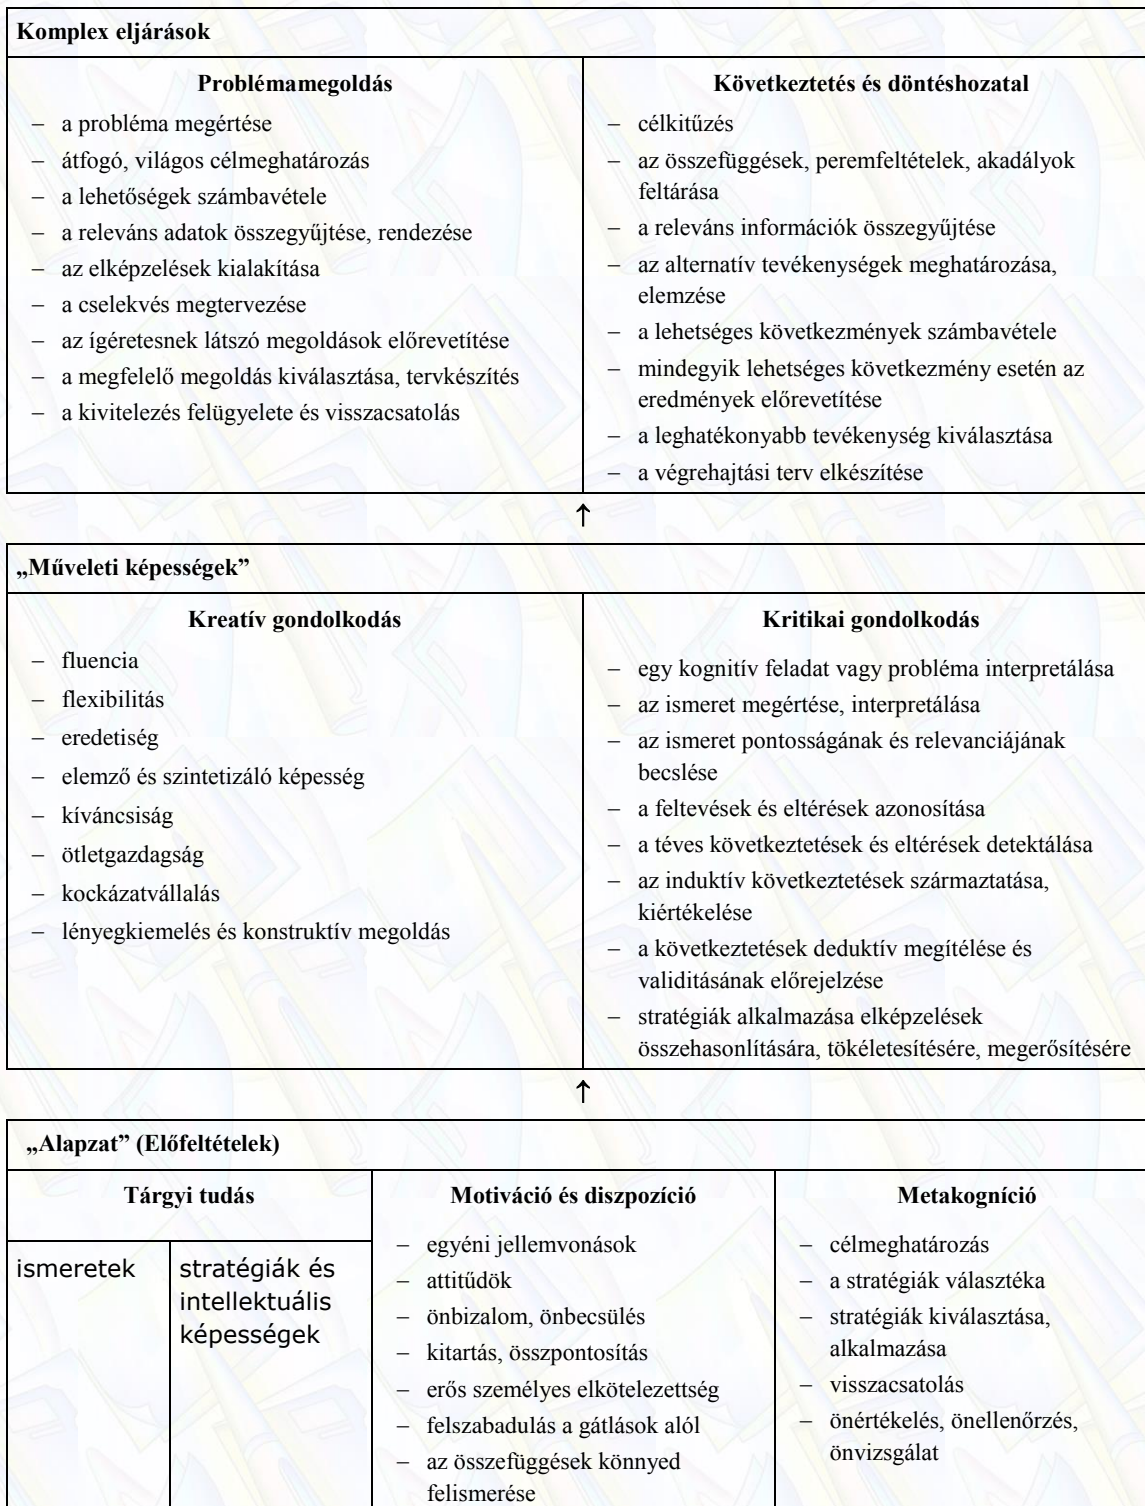 Komplex eljárások
Problémamegoldás
– a probléma megértése
– átfogó, világos célmeghatározás
– a lehetőségek számbavétele
– a releváns adatok összegyűjtése, rendezése
– az elképzelések kialakítása
– a cselekvés megtervezése
– az ígéretesnek látszó megoldások előrevetítése
– a megfelelő megoldás kiválasztása, tervkészítés
– a kivitelezés felügyelete és visszacsatolás
Következtetés és döntéshozatal
– célkitűzés
– az összefüggések, peremfeltételek, akadályok
feltárása
– a releváns információk összegyűjtése
– az alternatív tevékenységek meghatározása,
elemzése
– a lehetséges következmények számbavétele
– mindegyik lehetséges következmény esetén az
eredmények előrevetítése
– a leghatékonyabb tevékenység kiválasztása
– a végrehajtási terv elkészítése
↑
„Műveleti képességek”
Kreatív gondolkodás
– fluencia
– flexibilitás
– eredetiség
– elemző és szintetizáló képesség
– kíváncsiság
– ötletgazdagság
– kockázatvállalás
– lényegkiemelés és konstruktív megoldás
Kritikai gondolkodás
– egy kognitív feladat vagy probléma interpretálása
– az ismeret megértése, interpretálása
– az ismeret pontosságának és relevanciájának
becslése
– a feltevések és eltérések azonosítása
– a téves következtetések és eltérések detektálása
– az induktív következtetések származtatása,
kiértékelése
– a következtetések deduktív megítélése és
validitásának előrejelzése
– stratégiák alkalmazása elképzelések
összehasonlítására, tökéletesítésére, megerősítésére
↑
„Alapzat” (Előfeltételek)
Tárgyi tudás
ismeretek
stratégiák és
intellektuális
képességek
Motiváció és diszpozíció
– egyéni jellemvonások
– attitűdök
– önbizalom, önbecsülés
– kitartás, összpontosítás
– erős személyes elkötelezettség
– felszabadulás a gátlások alól
– az összefüggések könnyed
felismerése
Metakogníció
– célmeghatározás
– a stratégiák választéka
– stratégiák kiválasztása,
alkalmazása
– visszacsatolás
– önértékelés, önellenőrzés,
önvizsgálat